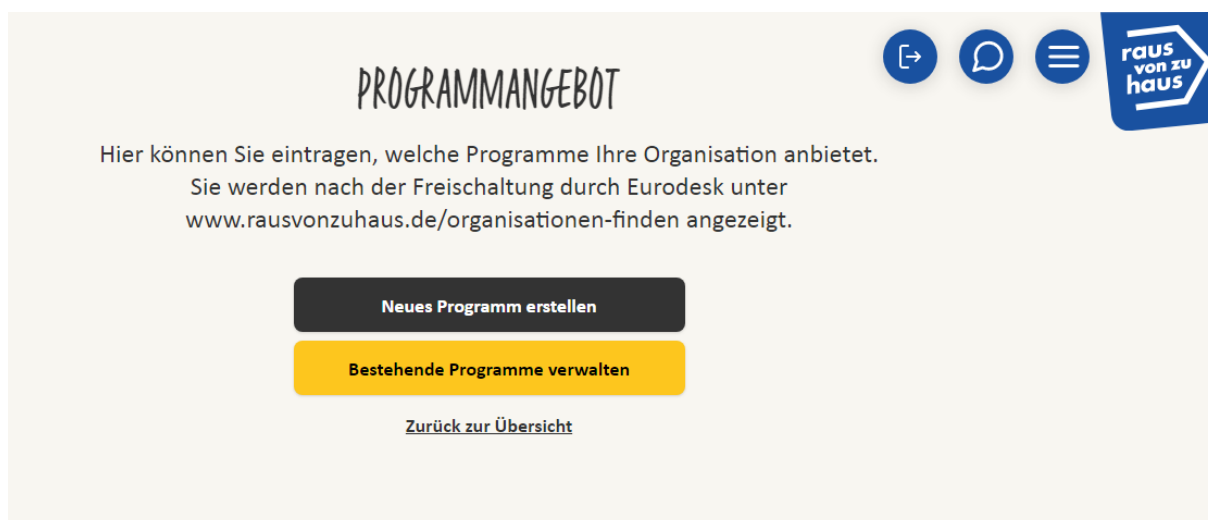 PROGRAMMANGEBOT
raus
von zu
haus
Hier können Sie eintragen, welche Programme Ihre Organisation anbietet.
Sie werden nach der Freischaltung durch Eurodesk unter
www.rausvonzuhaus.de/organisationen-finden angezeigt.
Neues Programm erstellen
Bestehende Programme verwalten
Zurück zur Übersicht